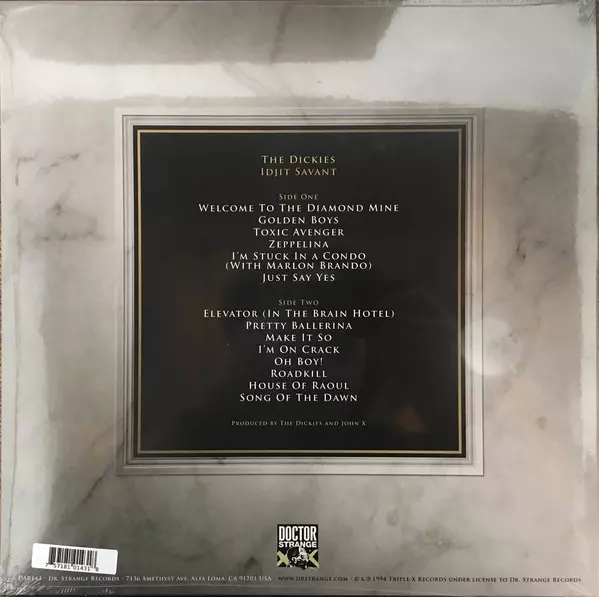 The Dickies
Idjit Savant
Side One
Welcome To The Diamond Mine
Golden Boys
Toxic Avenger
Zeppelina
I'm Stuck In a Condo
(With Marlon Brando)
Just Say Yes
Side Two
Elevator (In The Brain Hotel)
Pretty Ballerina
Make It So
I'm On Crack
Oh Boy!
Roadkill
House Of Raoul
Song Of The Dawn
Produced by The Dickies and John X
DOCTOR
STRANGE
7 57181 01431 8
Dr. Strange Records · 7136 Amethyst Ave, Alta Loma, CA 91701 USA · www.drstrange.com · © & ℗ 1994 Triple X Records under license to Dr. Strange Records